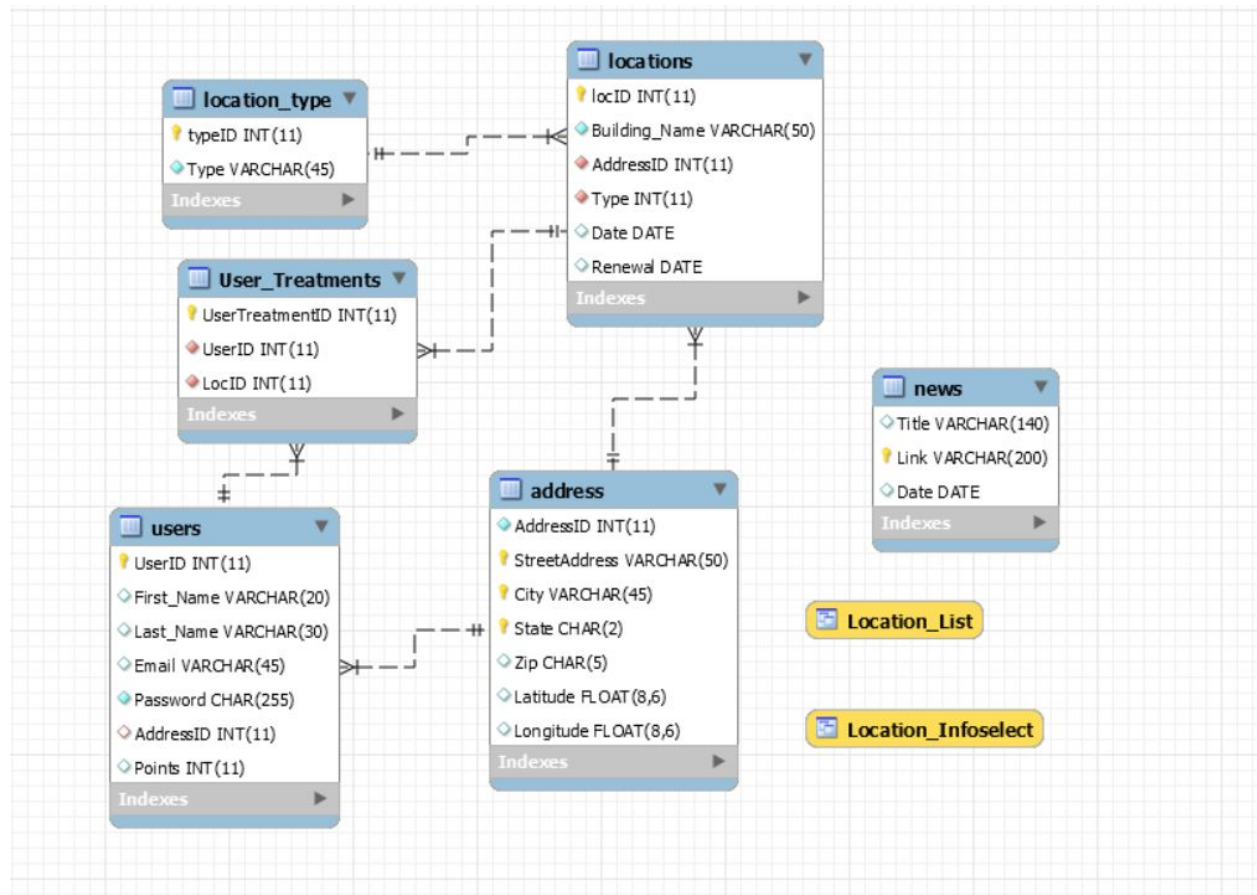 location_type
typeID INT(11)
Type VARCHAR(45)
Indexes
locations
locID INT(11)
Building_Name VARCHAR(50)
AddressID INT(11)
Type INT(11)
Date DATE
Renewal DATE
Indexes
User_Treatments
UserTreatmentID INT(11)
UserID INT(11)
LocID INT(11)
Indexes
news
Title VARCHAR(140)
Link VARCHAR(200)
Date DATE
Indexes
users
UserID INT(11)
First_Name VARCHAR(20)
Last_Name VARCHAR(30)
Email VARCHAR(45)
Password CHAR(255)
AddressID INT(11)
Points INT(11)
Indexes
address
AddressID INT(11)
StreetAddress VARCHAR(50)
City VARCHAR(45)
State CHAR(2)
Zip CHAR(5)
Latitude FLOAT(8,6)
Longitude FLOAT(8,6)
Indexes
Location_List
Location_Infoselect